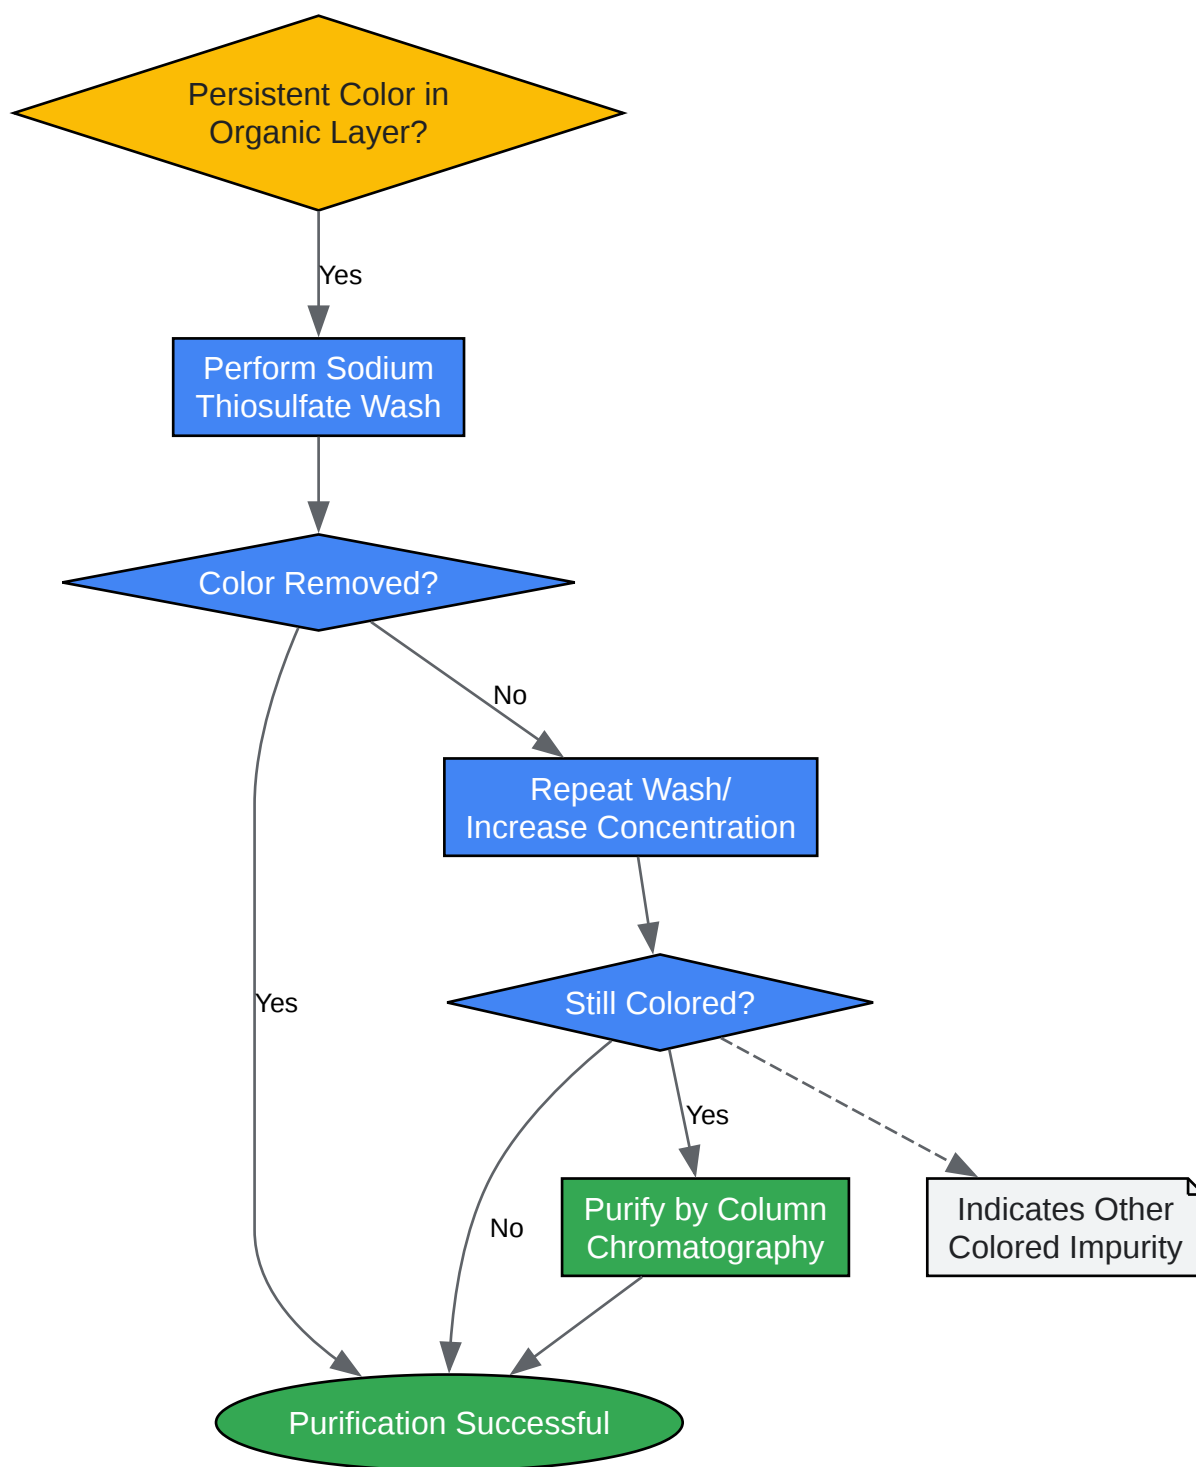 Persistent Color in
Organic Layer?
Yes
Perform Sodium
Thiosulfate Wash
Color Removed?
No
Repeat Wash/
Increase Concentration
Yes
Still Colored?
Yes
No
Purify by Column
Chromatography
Indicates Other
Colored Impurity
Purification Successful